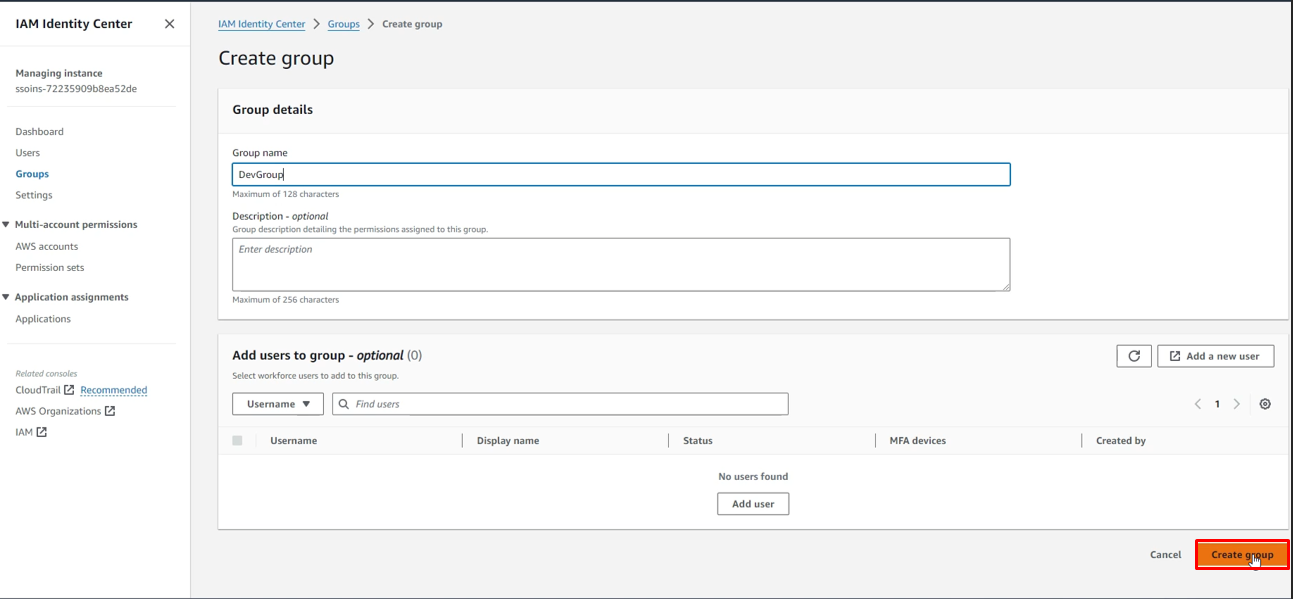 IAM Identity Center
Managing instance
ssoins-72235909b8ea52de
Dashboard
Users
Groups
Settings
Multi-account permissions
AWS accounts
Permission sets
Application assignments
Applications
Related consoles
CloudTrail Recommended
AWS Organizations
IAM
IAM Identity Center > Groups > Create group
Create group
Group details
Group name
DevGroup
Maximum of 128 characters
Description - optional
Group description detailing the permissions assigned to this group.
Enter description
Maximum of 256 characters
Add users to group - optional (0)
Add a new user
Select workforce users to add to this group.
Username Find users 1
Username Display name Status MFA devices Created by
No users found
Add user
Cancel Create group